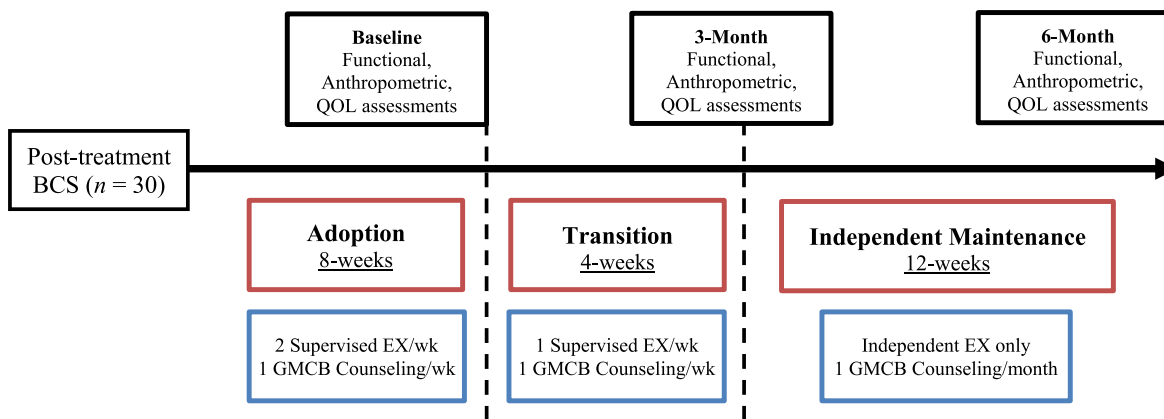 Baseline
Functional,
Anthropometric,
QOL assessments
3-Month
Functional,
Anthropometric,
QOL assessments
6-Month
Functional,
Anthropometric,
QOL assessments
Post-treatment
BCS (n = 30)
Adoption
8-weeks
Transition
4-weeks
Independent Maintenance
12-weeks
2 Supervised EX/wk
1 GMCB Counseling/wk
1 Supervised EX/wk
1 GMCB Counseling/wk
Independent EX only
1 GMCB Counseling/month